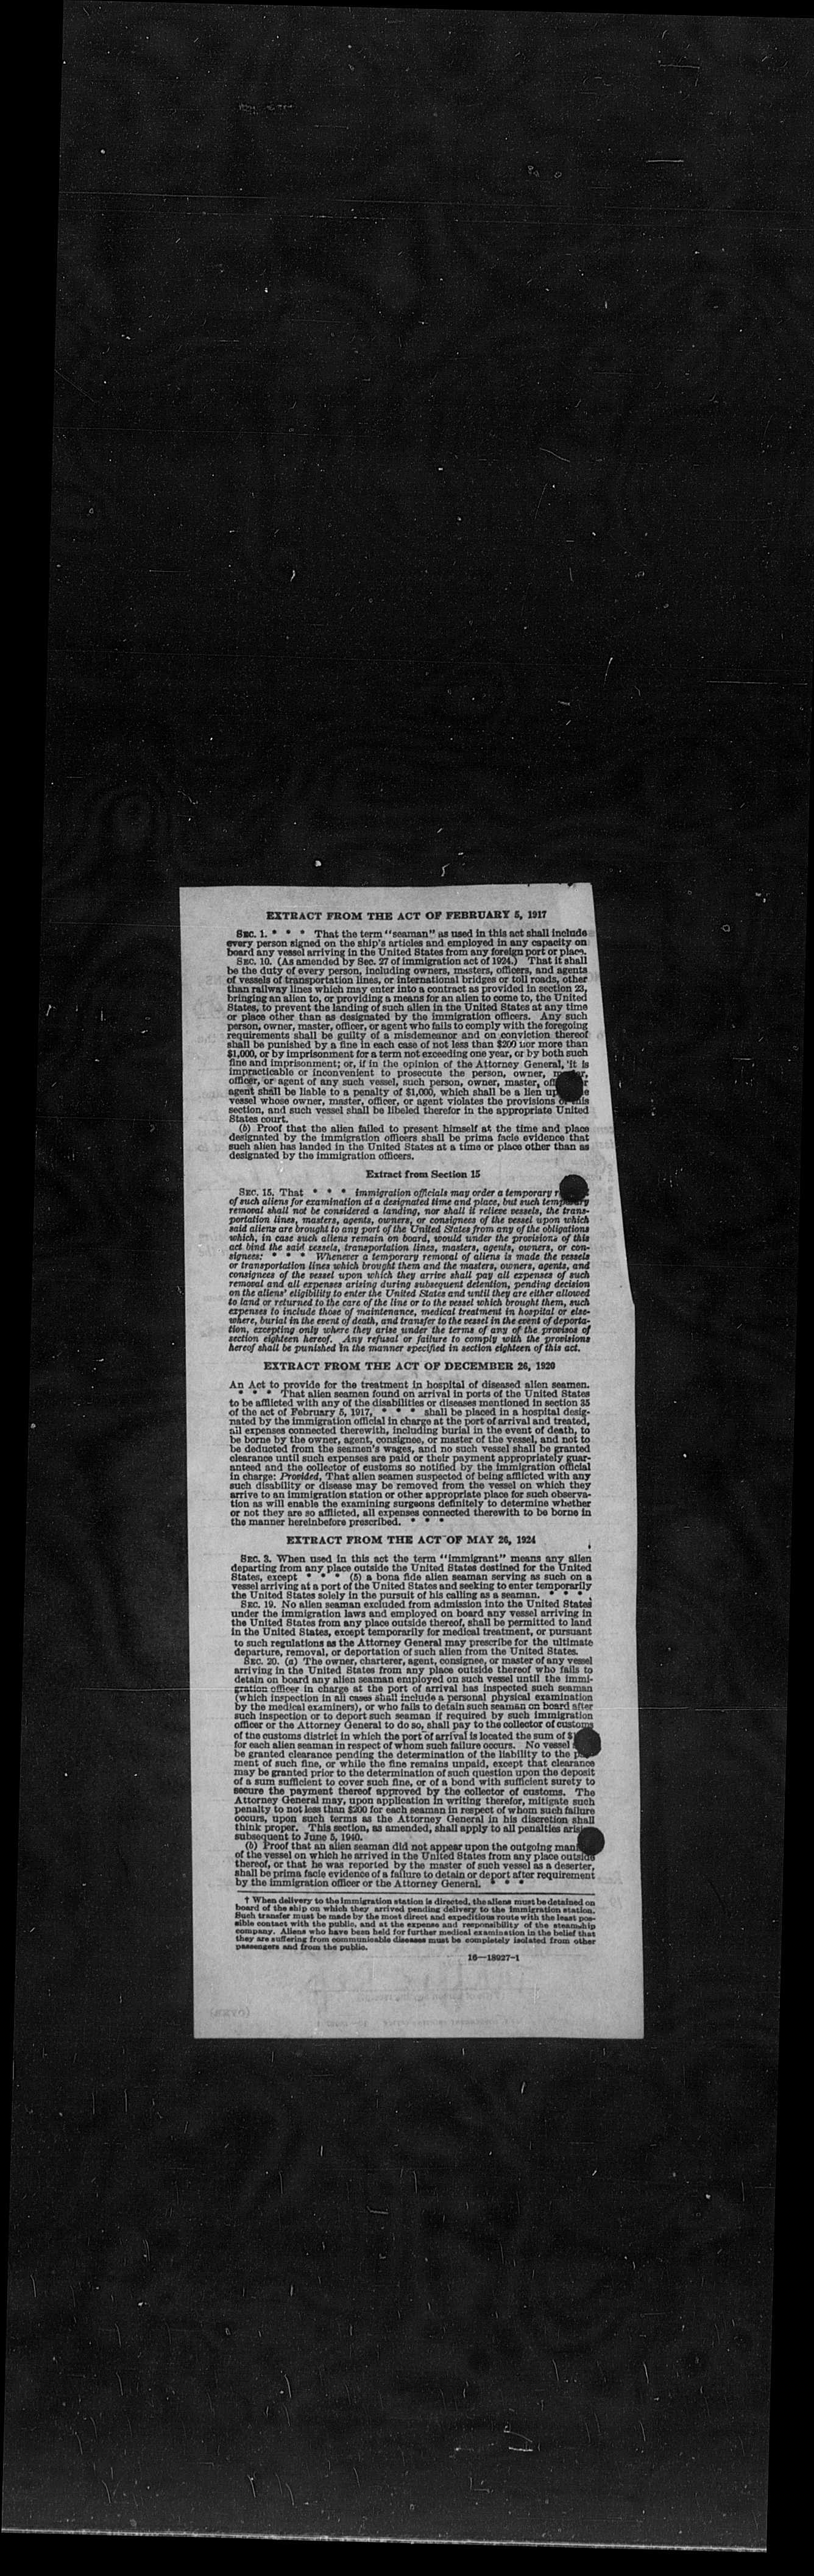 EXTRACT FROM THE ACT OF FEBRUARY 5, 1917
SEC. 1. * * * That the term "seaman" as used in this act shall include
every person signed on the ship's articles and employed in any capacity on
board any vessel arriving in the United States from any foreign port or place.
SEC. 10. (As amended by Sec. 27 of immigration act of 1924.) That it shall
be the duty of every person, including owners, masters, officers, and agents
of vessels of transportation lines, or international bridges or toll roads, other
than railway lines which may enter into a contract as provided in section 23,
bringing an alien to, or providing a means for an alien to come to, the United
States, to prevent the landing of such alien in the United States at any time
or place other than as designated by the immigration officers. Any such
person, owner, master, officer, or agent who fails to comply with the foregoing
requirements shall be guilty of a misdemeanor and on conviction thereof
shall be punished by a fine in each case of not less than $200 nor more than
$1,000, or by imprisonment for a term not exceeding one year, or by both such
fine and imprisonment; or, if in the opinion of the Attorney General, it is
impracticable or inconvenient to prosecute the person, owner,
officer, or agent of any such vessel, such person, owner, master,
agent shall be liable to a penalty of $1,000, which shall be a lien
vessel whose owner, master, officer, or agent violates the provisions of this
section, and such vessel shall be libeled therefor in the appropriate United
States court.
(b) Proof that the alien failed to present himself at the time and place
designated by the immigration officers shall be prima facie evidence that
such alien has landed in the United States at a time or place other than as
designated by the immigration officers.
Extract from Section 15
SEC. 15. That * * * immigration officials may order a temporary
of such aliens for examination at a designated time and place, but such temporary
removal shall not be considered a landing, nor shall it relieve vessels, the trans-
portation lines, masters, agents, owners, or consignees of the vessel upon which
said aliens are brought to any port of the United States from any of the obligations
which, in case such aliens remain on board, would under the provisions of this
act bind the said vessels, transportation lines, masters, agents, owners, or con-
signees: * * * Whenever a temporary removal of aliens is made the vessels
or transportation lines which brought them and the masters, owners, agents, and
consignees of the vessel upon which they arrive shall pay all expenses of such
removal and all expenses arising during subsequent detention, pending decision
on the aliens' eligibility to enter the United States and until they are either allowed
to land or returned to the care of the line or to the vessel which brought them, such
expenses to include those of maintenance, medical treatment in hospital or else-
where, burial in the event of death, and transfer to the vessel in the event of deporta-
tion, excepting only where they arise under the terms of any of the provisos of
section eighteen hereof. Any refusal or failure to comply with the provisions
hereof shall be punished in the manner specified in section eighteen of this act.
EXTRACT FROM THE ACT OF DECEMBER 26, 1920
An Act to provide for the treatment in hospital of diseased alien seamen.
* * * That alien seamen found on arrival in ports of the United States
to be afflicted with any of the disabilities or diseases mentioned in section 35
of the act of February 5, 1917, * * * shall be placed in a hospital desig-
nated by the immigration official in charge at the port of arrival and treated,
all expenses connected therewith, including burial in the event of death, to
be borne by the owner, agent, consignee, or master of the vessel, and not to
be deducted from the seamen's wages, and no such vessel shall be granted
clearance until such expenses are paid or their payment appropriately guar-
anteed and the collector of customs so notified by the immigration official
in charge: Provided, That alien seamen suspected of being afflicted with any
such disability or disease may be removed from the vessel on which they
arrive to an immigration station or other appropriate place for such observa-
tion as will enable the examining surgeons definitely to determine whether
or not they are so afflicted, all expenses connected therewith to be borne in
the manner hereinbefore prescribed. * * *
EXTRACT FROM THE ACT OF MAY 26, 1924
SEC. 3. When used in this act the term "immigrant" means any alien
departing from any place outside the United States destined for the United
States, except * * * (5) a bona fide alien seaman serving as such on a
vessel arriving at a port of the United States and seeking to enter temporarily
the United States solely in the pursuit of his calling as a seaman. * * *
SEC. 19. No alien seaman excluded from admission into the United States
under the immigration laws and employed on board any vessel arriving in
the United States from any place outside thereof, shall be permitted to land
in the United States, except temporarily for medical treatment, or pursuant
to such regulations as the Attorney General may prescribe for the ultimate
departure, removal, or deportation of such alien from the United States.
SEC. 20. (a) The owner, charterer, agent, consignee, or master of any vessel
arriving in the United States from any place outside thereof who fails to
detain on board any alien seaman employed on such vessel until the immi-
gration officer in charge at the port of arrival has inspected such seaman
(which inspection in all cases shall include a personal physical examination
by the medical examiners), or who fails to detain such seaman on board after
such inspection or to deport such seaman if required by such immigration
officer or the Attorney General to do so, shall pay to the collector of customs
of the customs district in which the port of arrival is located the sum of
for each alien seaman in respect of whom such failure occurs. No vessel
be granted clearance pending the determination of the liability to the
ment of such fine, or while the fine remains unpaid, except that clearance
may be granted prior to the determination of such question upon the deposit
of a sum sufficient to cover such fine, or of a bond with sufficient surety to
secure the payment thereof approved by the collector of customs. The
Attorney General may, upon application in writing therefor, mitigate such
penalty to not less than $200 for each seaman in respect of whom such failure
occurs, upon such terms as the Attorney General in his discretion shall
think proper. This section, as amended, shall apply to all penalties
subsequent to June 5, 1940.
(b) Proof that an alien seaman did not appear upon the outgoing
of the vessel on which he arrived in the United States from any place outside
thereof, or that he was reported by the master of such vessel as a deserter,
shall be prima facie evidence of a failure to detain or deport after requirement
by the immigration officer or the Attorney General. * * *
† When delivery to the immigration station is directed, the aliens must be detained on
board of the ship on which they arrived pending delivery to the immigration station.
Such transfer must be made by the most direct and expeditious route with the least pos-
sible contact with the public, and at the expense and responsibility of the steamship
company. Aliens who have been held for further medical examination in the belief that
they are suffering from communicable diseases must be completely isolated from other
passengers and from the public.
16—18927-1